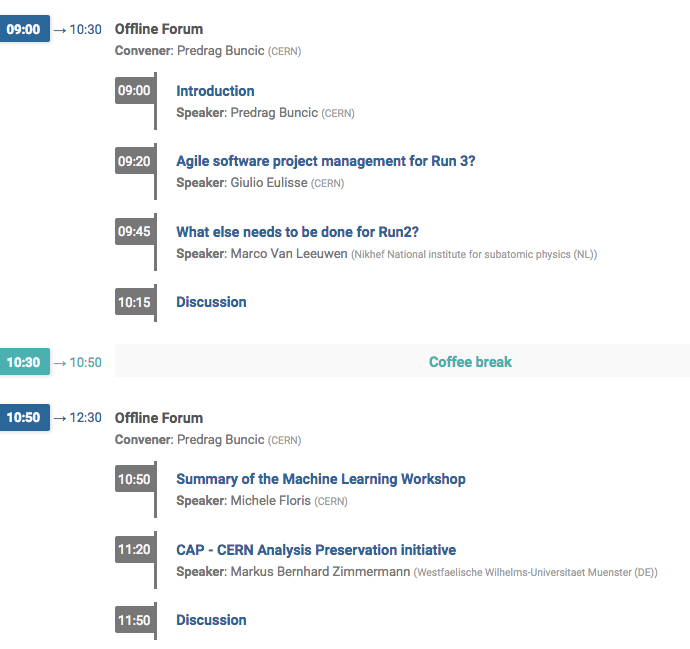 09:00 → 10:30 Offline Forum
Convener: Predrag Buncic (CERN)
09:00 Introduction
Speaker: Predrag Buncic (CERN)
09:20 Agile software project management for Run 3?
Speaker: Giulio Eulisse (CERN)
09:45 What else needs to be done for Run2?
Speaker: Marco Van Leeuwen (Nikhef National institute for subatomic physics (NL))
10:15 Discussion
10:30 → 10:50 Coffee break
10:50 → 12:30 Offline Forum
Convener: Predrag Buncic (CERN)
10:50 Summary of the Machine Learning Workshop
Speaker: Michele Floris (CERN)
11:20 CAP - CERN Analysis Preservation initiative
Speaker: Markus Bernhard Zimmermann (Westfaelische Wilhelms-Universitaet Muenster (DE))
11:50 Discussion